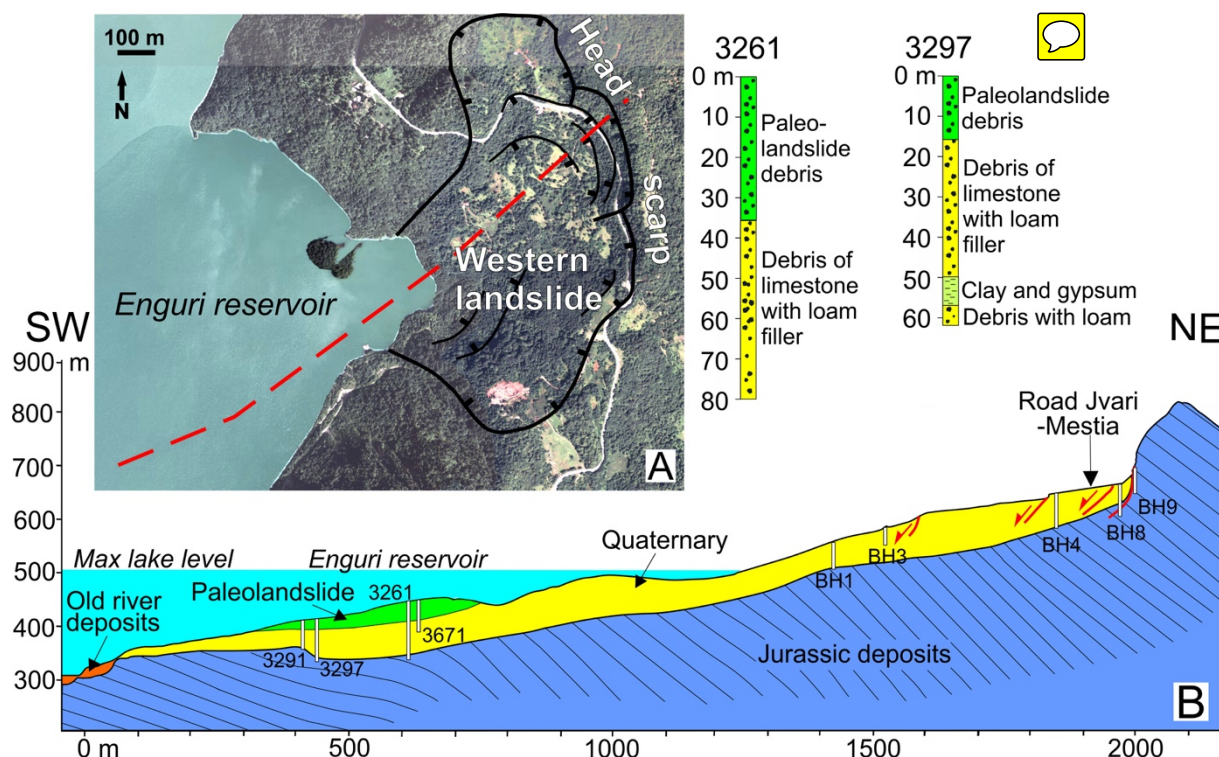 100 m
N
Head
scarp
Western
landslide
Enguri reservoir
A
3261
0 m
10
20
30
40
50
60
70
80
Paleo-
landslide
debris
Debris of
limestone
with loam
filler
3297
0 m
10
20
30
40
50
60
Paleolandslide
debris
Debris of
limestone
with loam
filler
Clay and gypsum
Debris with loam
SW
NE
900 m
800
700
600
500
400
300
Road Jvari
-Mestia
Max lake level
Enguri reservoir
Quaternary
Old river
deposits
Paleolandslide
3261
3671
3291
3297
BH1
BH3
BH4
BH8
BH9
Jurassic deposits
B
0 m
500
1000
1500
2000